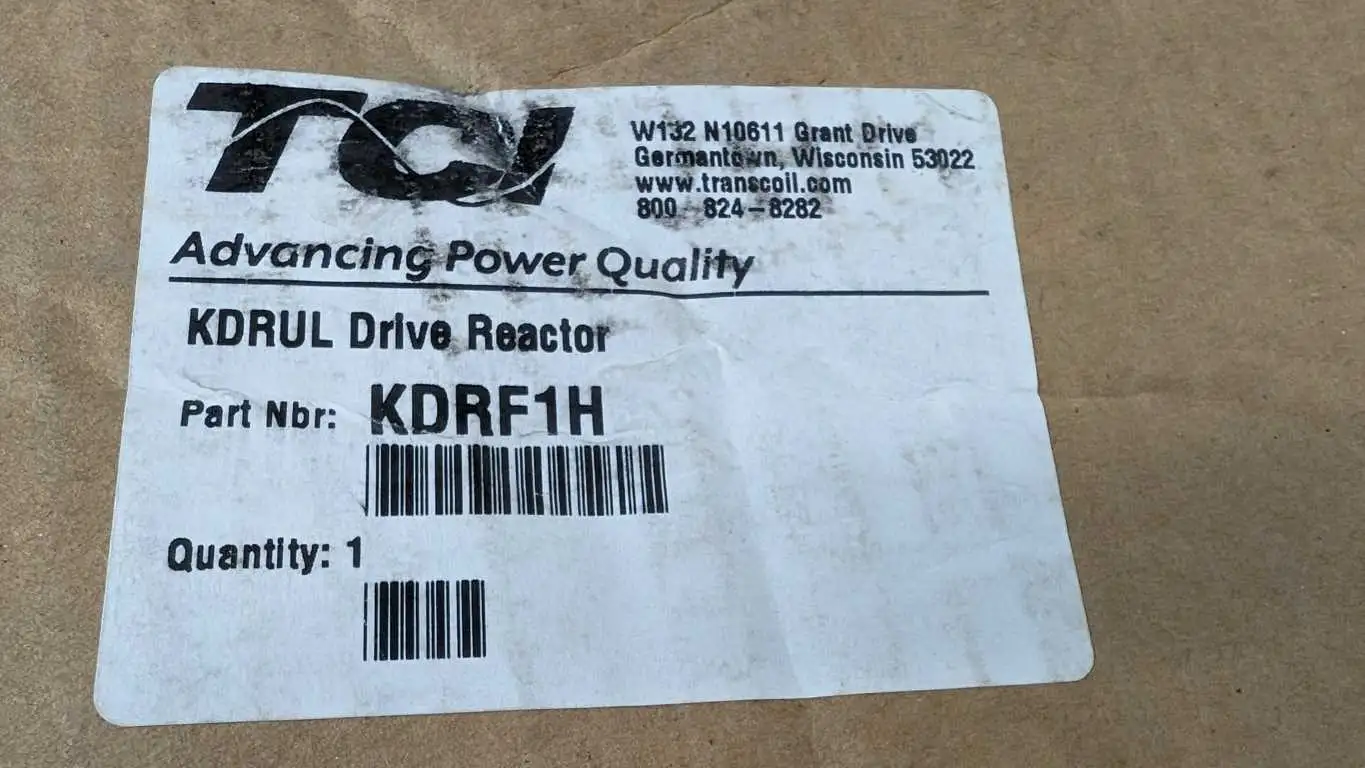 TCI
W132 N10611 Grant Drive
Germantown, Wisconsin 53022
www.transcoil.com
800-824-8282
Advancing Power Quality
KDRUL Drive Reactor
Part Nbr: KDRF1H
Quantity: 1